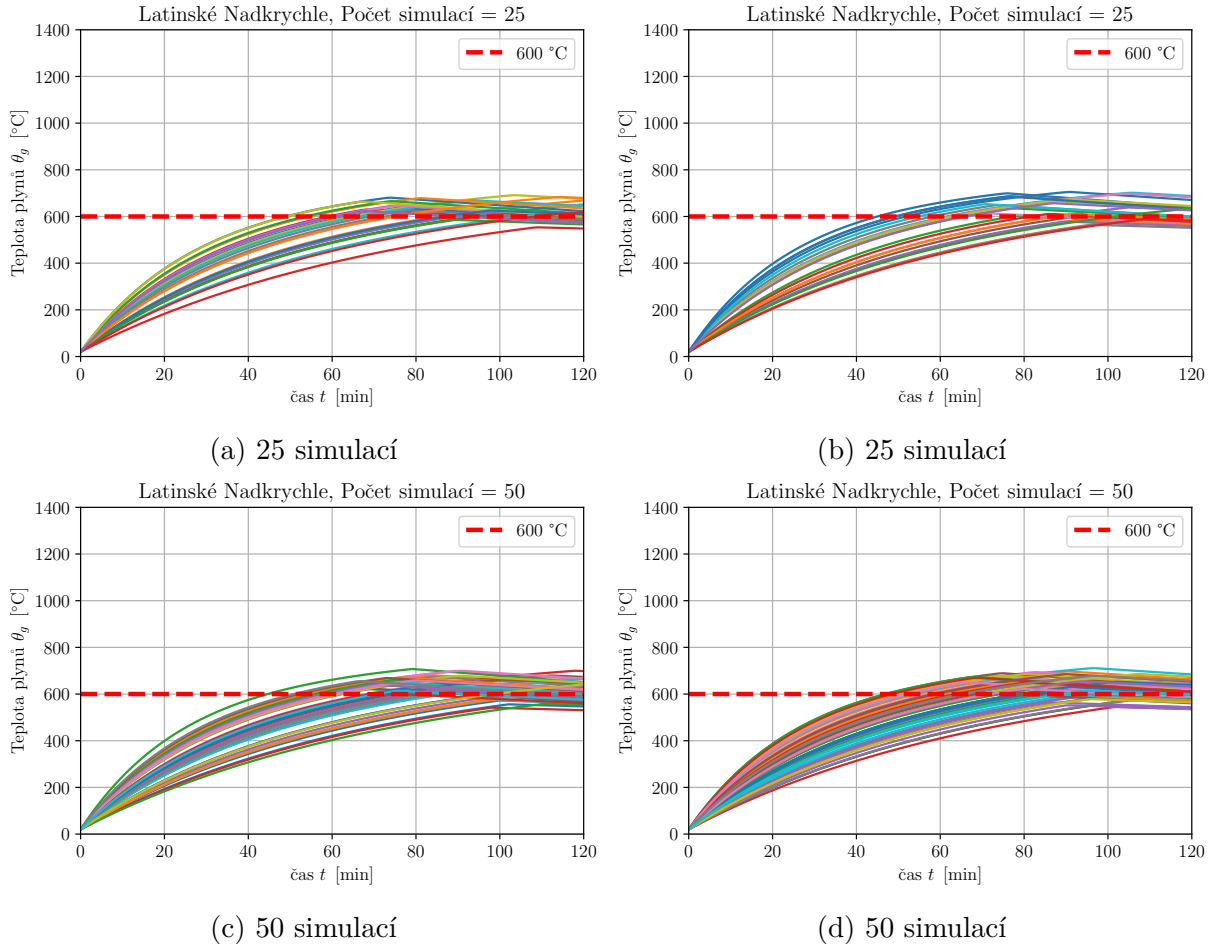 Latinské Nadkrychle, Počet simulací = 25
1400
1200
1000
800
600
400
200
0
Teplota plynů θg [°C]
600 °C
0 20 40 60 80 100 120
čas t [min]
(a) 25 simulací
Latinské Nadkrychle, Počet simulací = 25
1400
1200
1000
800
600
400
200
0
Teplota plynů θg [°C]
600 °C
0 20 40 60 80 100 120
čas t [min]
(b) 25 simulací
Latinské Nadkrychle, Počet simulací = 50
1400
1200
1000
800
600
400
200
0
Teplota plynů θg [°C]
600 °C
0 20 40 60 80 100 120
čas t [min]
(c) 50 simulací
Latinské Nadkrychle, Počet simulací = 50
1400
1200
1000
800
600
400
200
0
Teplota plynů θg [°C]
600 °C
0 20 40 60 80 100 120
čas t [min]
(d) 50 simulací